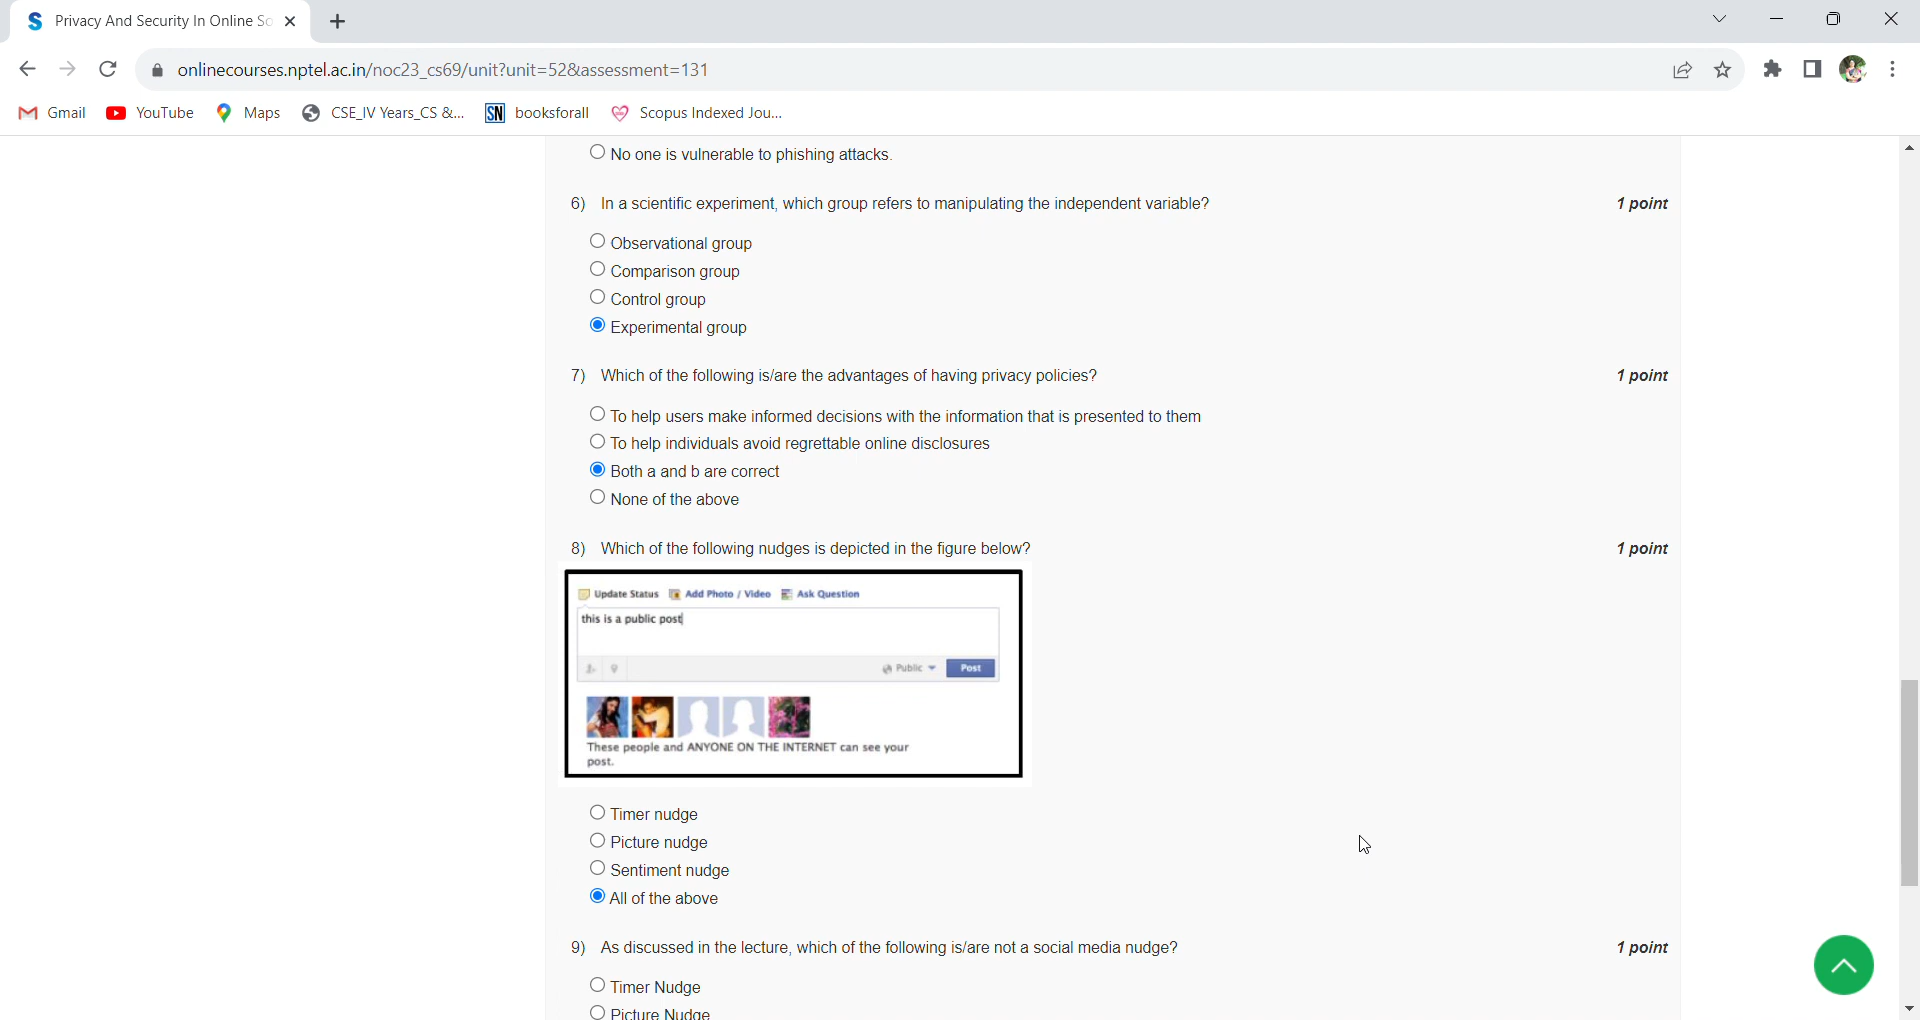 Privacy And Security In Online So
onlinecourses.nptel.ac.in/noc23_cs69/unit?unit=52&assessment=131
Gmail YouTube Maps CSE_IV Years_CS &... SN booksforall Scopus Indexed Jou...
No one is vulnerable to phishing attacks.
6) In a scientific experiment, which group refers to manipulating the independent variable? 1 point
Observational group
Comparison group
Control group
Experimental group
7) Which of the following is/are the advantages of having privacy policies? 1 point
To help users make informed decisions with the information that is presented to them
To help individuals avoid regrettable online disclosures
Both a and b are correct
None of the above
8) Which of the following nudges is depicted in the figure below? 1 point
Update Status Add Photo / Video Ask Question
this is a public post
Public Post
These people and ANYONE ON THE INTERNET can see your
post.
Timer nudge
Picture nudge
Sentiment nudge
All of the above
9) As discussed in the lecture, which of the following is/are not a social media nudge? 1 point
Timer Nudge
Picture Nudge